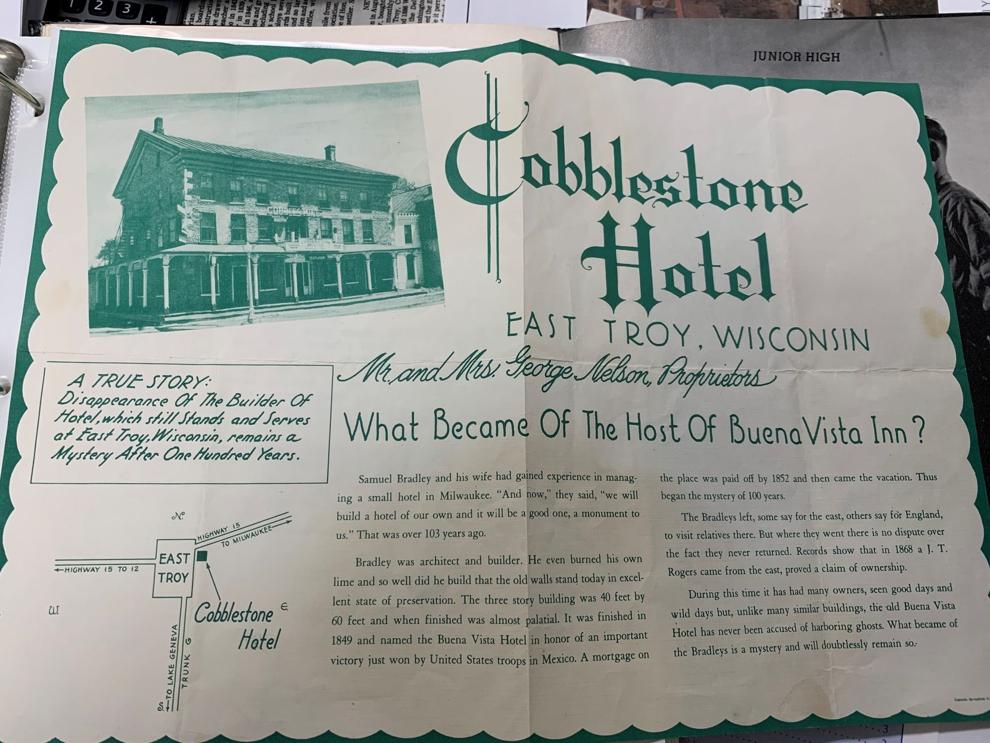 JUNIOR HIGH
1 2 3
COBBLESTONE
Cobblestone
Hotel
EAST TROY, WISCONSIN
Mr. and Mrs. George Nelson, Proprietors
A TRUE STORY:
Disappearance Of The Builder Of
Hotel, which still Stands and Serves
at East Troy, Wisconsin, remains a
Mystery After One Hundred Years.
What Became Of The Host Of Buena Vista Inn?
Samuel Bradley and his wife had gained experience in manag-
ing a small hotel in Milwaukee. “And now,” they said, “we will
build a hotel of our own and it will be a good one, a monument to
us.” That was over 103 years ago.
Bradley was architect and builder. He even burned his own
lime and so well did he build that the old walls stand today in excel-
lent state of preservation. The three story building was 40 feet by
60 feet and when finished was almost palatial. It was finished in
1849 and named the Buena Vista Hotel in honor of an important
victory just won by United States troops in Mexico. A mortgage on
the place was paid off by 1852 and then came the vacation. Thus
began the mystery of 100 years.
The Bradleys left, some say for the east, others say for England,
to visit relatives there. But where they went there is no dispute over
the fact they never returned. Records show that in 1868 a J. T.
Rogers came from the east, proved a claim of ownership.
During this time it has had many owners, seen good days and
wild days but, unlike many similar buildings, the old Buena Vista
Hotel has never been accused of harboring ghosts. What became of
the Bradleys is a mystery and will doubtlessly remain so.
N
HIGHWAY 15
TO MILWAUKEE
HIGHWAY 15 TO 12
EAST
TROY
W
E
Cobblestone
Hotel
TO LAKE GENEVA
TRUNK G
S